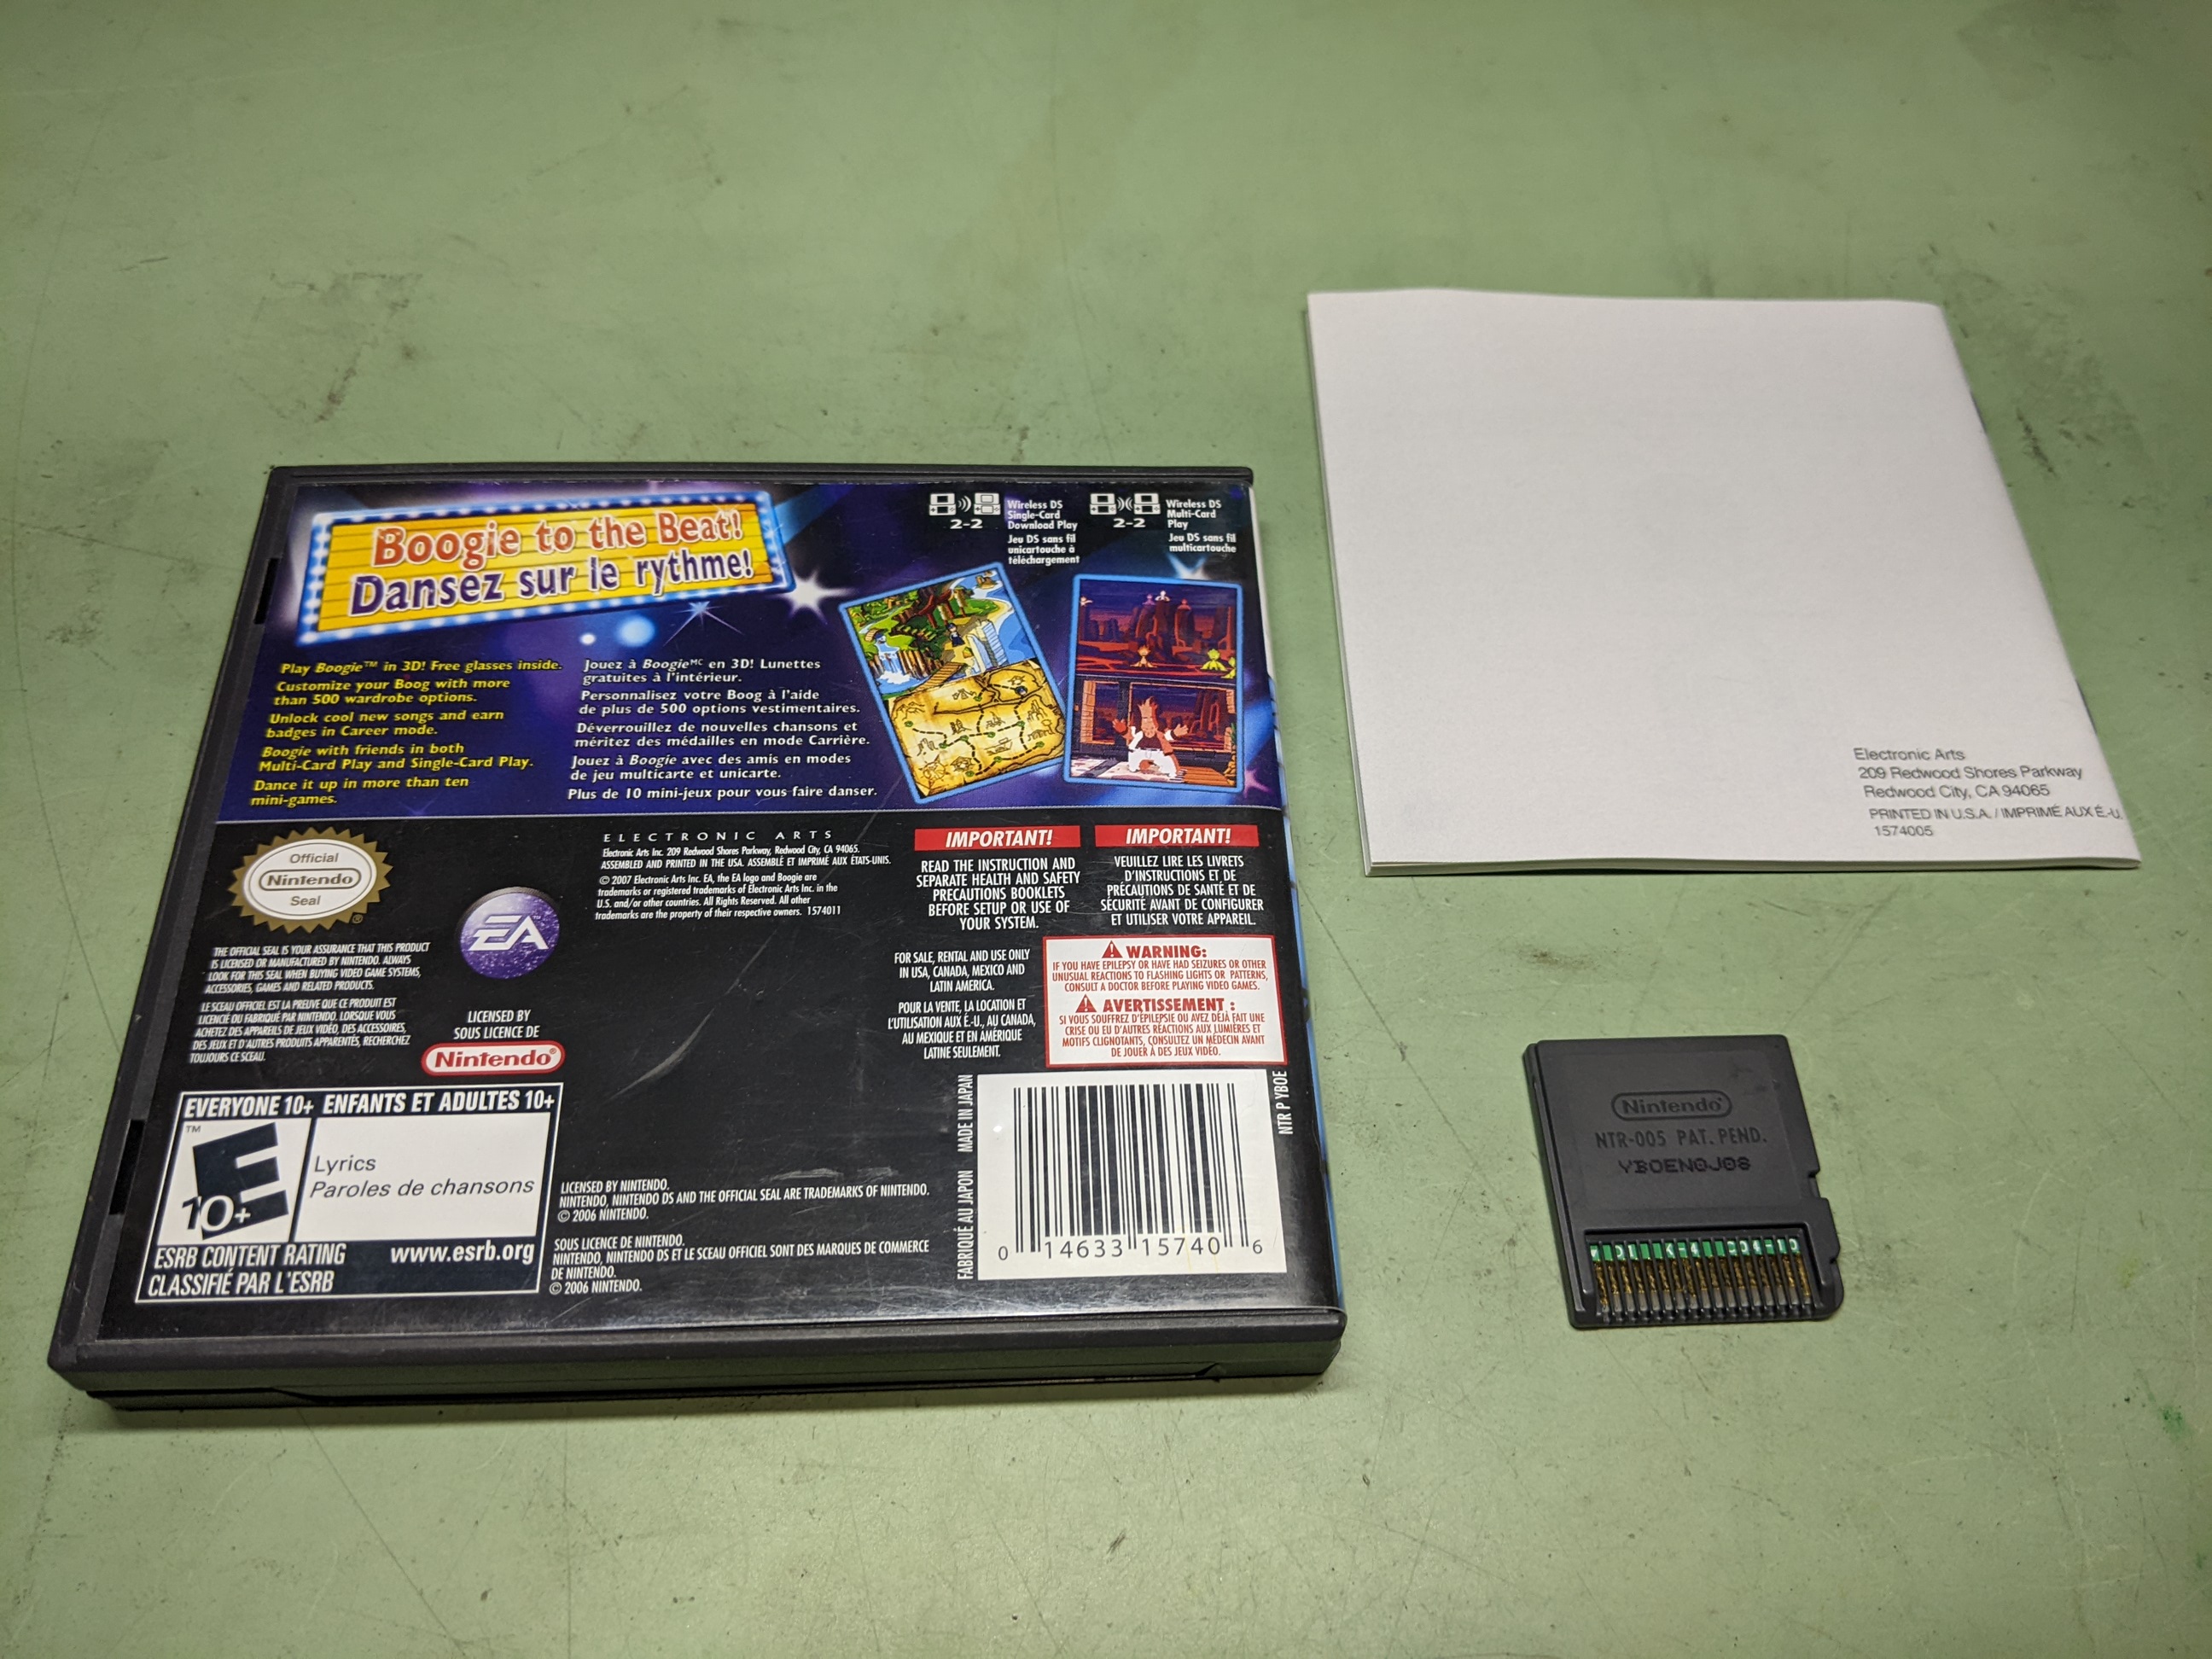 Boogie to the Beat!
Dansez sur le rythme!
2-2
Wireless DS
Single-Card
Download Play
Jeu DS sans fil
unicartouche à
téléchargement
2-2
Wireless DS
Multi-Card
Play
Jeu DS sans fil
multicartouche
Play Boogie™ in 3D! Free glasses inside.
Customize your Boog with more
than 500 wardrobe options.
Unlock cool new songs and earn
badges in Career mode.
Boogie with friends in both
Multi-Card Play and Single-Card Play.
Dance it up in more than ten
mini-games.
Jouez à Boogie MC en 3D! Lunettes
gratuites à l'intérieur.
Personnalisez votre Boog à l'aide
de plus de 500 options vestimentaires.
Déverrouillez de nouvelles chansons et
méritez des médailles en mode Carrière.
Jouez à Boogie avec des amis en modes
de jeu multicarte et unicarte.
Plus de 10 mini-jeux pour vous faire danser.
Official
Nintendo
Seal
®
THE OFFICIAL SEAL IS YOUR ASSURANCE THAT THIS PRODUCT
IS LICENSED OR MANUFACTURED BY NINTENDO. ALWAYS
LOOK FOR THIS SEAL WHEN BUYING VIDEO GAME SYSTEMS,
ACCESSORIES, GAMES AND RELATED PRODUCTS.
LE SCEAU OFFICIEL EST LA PREUVE QUE CE PRODUIT EST
LICENCIÉ OU FABRIQUÉ PAR NINTENDO. LORSQUE VOUS
ACHETEZ DES APPAREILS DE JEUX VIDÉO, DES ACCESSOIRES,
DES JEUX ET D'AUTRES PRODUITS APPARENTÉS, RECHERCHEZ
TOUJOURS CE SCEAU.
EA
LICENSED BY
SOUS LICENCE DE
Nintendo®
ELECTRONIC ARTS
Electronic Arts Inc. 209 Redwood Shores Parkway, Redwood City, CA 94065.
ASSEMBLED AND PRINTED IN THE USA. ASSEMBLÉ ET IMPRIMÉ AUX ÉTATS-UNIS.
© 2007 Electronic Arts Inc. EA, the EA logo and Boogie are
trademarks or registered trademarks of Electronic Arts Inc. in the
U.S. and/or other countries. All Rights Reserved. All other
trademarks are the property of their respective owners. 1574011
IMPORTANT!
READ THE INSTRUCTION AND
SEPARATE HEALTH AND SAFETY
PRECAUTIONS BOOKLETS
BEFORE SETUP OR USE OF
YOUR SYSTEM.
IMPORTANT!
VEUILLEZ LIRE LES LIVRETS
D'INSTRUCTIONS ET DE
PRÉCAUTIONS DE SANTÉ ET DE
SÉCURITÉ AVANT DE CONFIGURER
ET UTILISER VOTRE APPAREIL.
FOR SALE, RENTAL AND USE ONLY
IN USA, CANADA, MEXICO AND
LATIN AMERICA.
POUR LA VENTE, LA LOCATION ET
L'UTILISATION AUX É.-U., AU CANADA,
AU MEXIQUE ET EN AMÉRIQUE
LATINE SEULEMENT.
WARNING:
IF YOU HAVE EPILEPSY OR HAVE HAD SEIZURES OR OTHER
UNUSUAL REACTIONS TO FLASHING LIGHTS OR PATTERNS,
CONSULT A DOCTOR BEFORE PLAYING VIDEO GAMES.
AVERTISSEMENT :
SI VOUS SOUFFREZ D'ÉPILEPSIE OU AVEZ DÉJÀ FAIT UNE
CRISE OU EU D'AUTRES RÉACTIONS AUX LUMIÈRES ET
MOTIFS CLIGNOTANTS, CONSULTEZ UN MÉDECIN AVANT
DE JOUER À DES JEUX VIDÉO.
EVERYONE 10+ ENFANTS ET ADULTES 10+
™
E
10+
Lyrics
Paroles de chansons
ESRB CONTENT RATING www.esrb.org
CLASSIFIÉ PAR L'ESRB
LICENSED BY NINTENDO.
NINTENDO, NINTENDO DS AND THE OFFICIAL SEAL ARE TRADEMARKS OF NINTENDO.
© 2006 NINTENDO.
SOUS LICENCE DE NINTENDO.
NINTENDO, NINTENDO DS ET LE SCEAU OFFICIEL SONT DES MARQUES DE COMMERCE
DE NINTENDO.
© 2006 NINTENDO.
FABRIQUÉ AU JAPON MADE IN JAPAN
0 14633 15740 6
NTR P YBOE
Electronic Arts
209 Redwood Shores Parkway
Redwood City, CA 94065
PRINTED IN U.S.A. / IMPRIMÉ AUX É.-U.
1574005
Nintendo
NTR-005 PAT. PEND.
YBOEN0J08